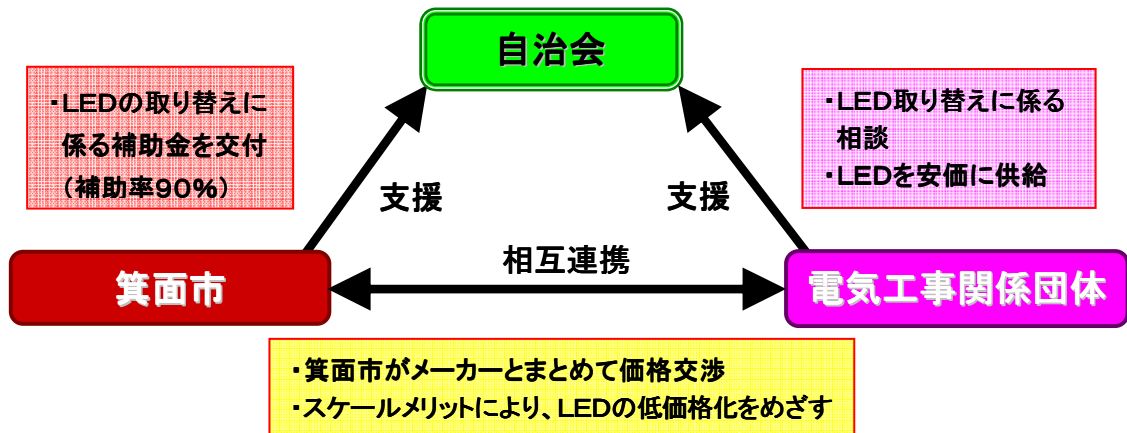 自治会
・LEDの取り替えに
係る補助金を交付
(補助率90%)
・LED取り替えに係る
相談
・LEDを安価に供給
支援
支援
相互連携
箕面市
電気工事関係団体
・箕面市がメーカーとまとめて価格交渉
・スケールメリットにより、LEDの低価格化をめざす